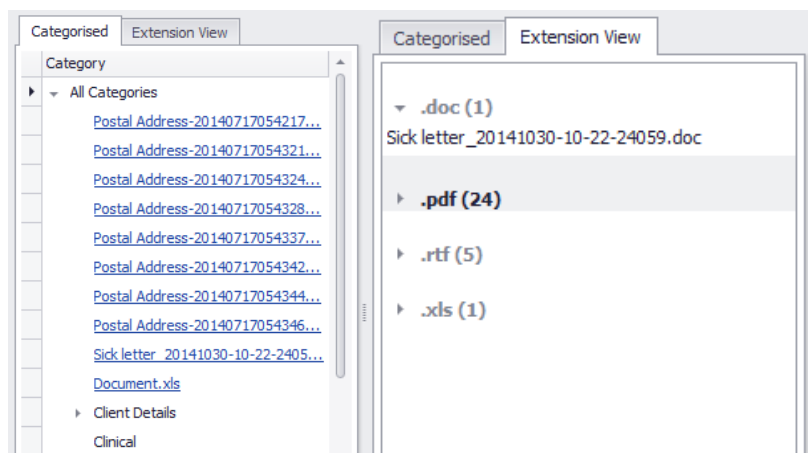 Categorised Extension View
Category
All Categories
Postal Address-20140717054217...
Postal Address-20140717054321...
Postal Address-20140717054324...
Postal Address-20140717054328...
Postal Address-20140717054337...
Postal Address-20140717054342...
Postal Address-20140717054344...
Postal Address-20140717054346...
Sick letter_20141030-10-22-2405...
Document.xls
Client Details
Clinical
Categorised Extension View
.doc (1)
Sick letter_20141030-10-22-24059.doc
.pdf (24)
.rtf (5)
.xls (1)